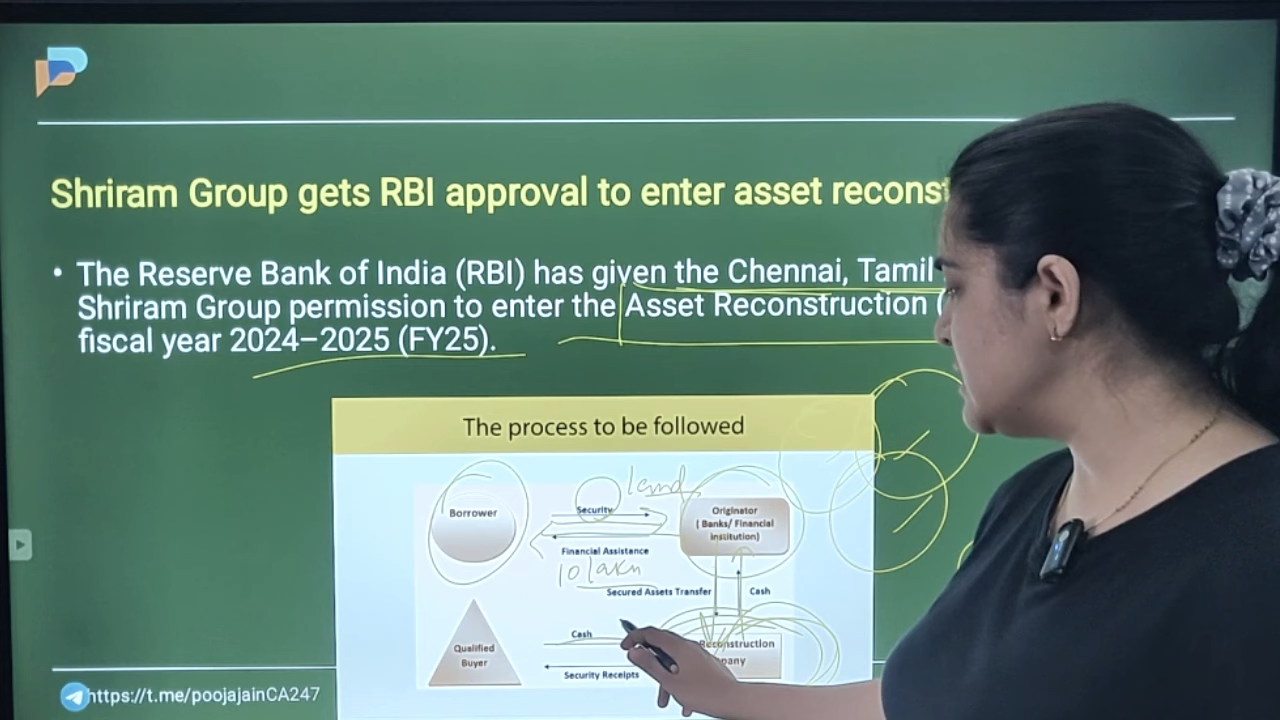 Shriram Group gets RBI approval to enter asset
The Reserve Bank of India (RBI) has given the Chennai, Tamil
Shriram Group permission to enter the Asset Reconstruction (
fiscal year 2024–2025 (FY25).
The process to be followed
land
Borrower
Security
Originator
( Banks/ Financial
institution)
Financial Assistance
10 lakh
Secured Assets Transfer
Cash
Cash
Reconstruction
Qualified
Buyer
Security Receipts
https://t.me/poojajainCA247